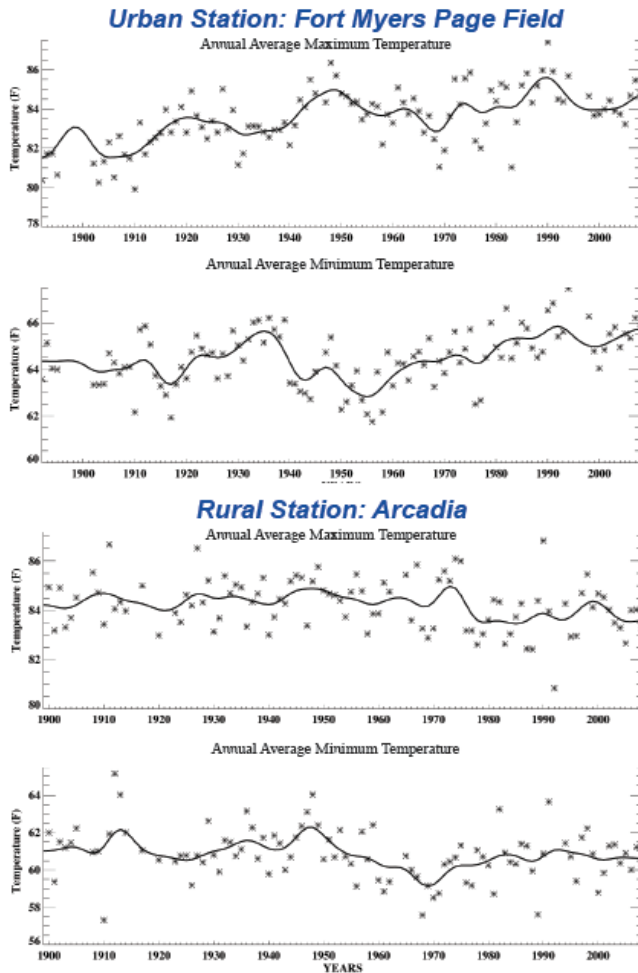 Urban Station: Fort Myers Page Field
Annual Average Maximum Temperature
Temperature (F)
86
84
82
80
78
1900 1910 1920 1930 1940 1950 1960 1970 1980 1990 2000
Annual Average Minimum Temperature
Temperature (F)
66
64
62
60
1900 1910 1920 1930 1940 1950 1960 1970 1980 1990 2000
Rural Station: Arcadia
Annual Average Maximum Temperature
Temperature (F)
86
84
82
80
1900 1910 1920 1930 1940 1950 1960 1970 1980 1990 2000
Annual Average Minimum Temperature
Temperature (F)
64
62
60
58
56
1900 1910 1920 1930 1940 1950 1960 1970 1980 1990 2000
YEARS